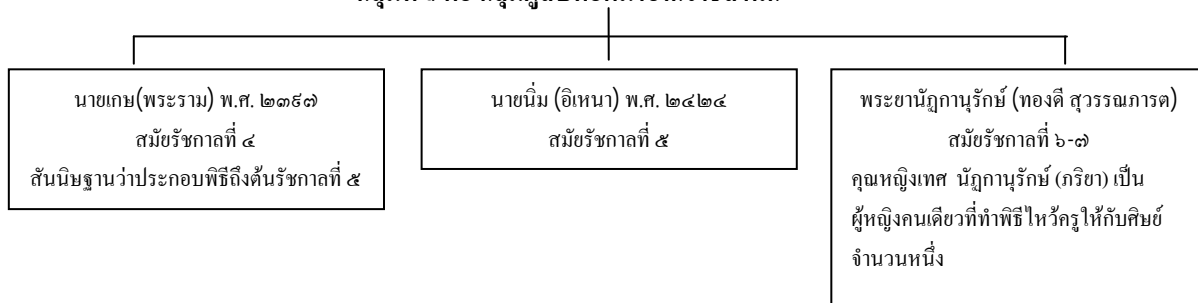 นายเกษ(พระราม) พ.ศ. ๒๓๙๗
สมัยรัชกาลที่ ๔
สันนิษฐานว่าประกอบพิธีถึงต้นรัชกาลที่ ๕
นายนิ่ม (อิเหนา) พ.ศ. ๒๔๒๔
สมัยรัชกาลที่ ๕
พระยานัฏกานุรักษ์ (ทองดี สุวรรณภารต)
สมัยรัชกาลที่ ๖-๗
คุณหญิงเทศ นัฏกานุรักษ์ (ภริยา) เป็น
ผู้หญิงคนเดียวที่ทำพิธีไหว้ครูให้กับศิษย์
จำนวนหนึ่ง